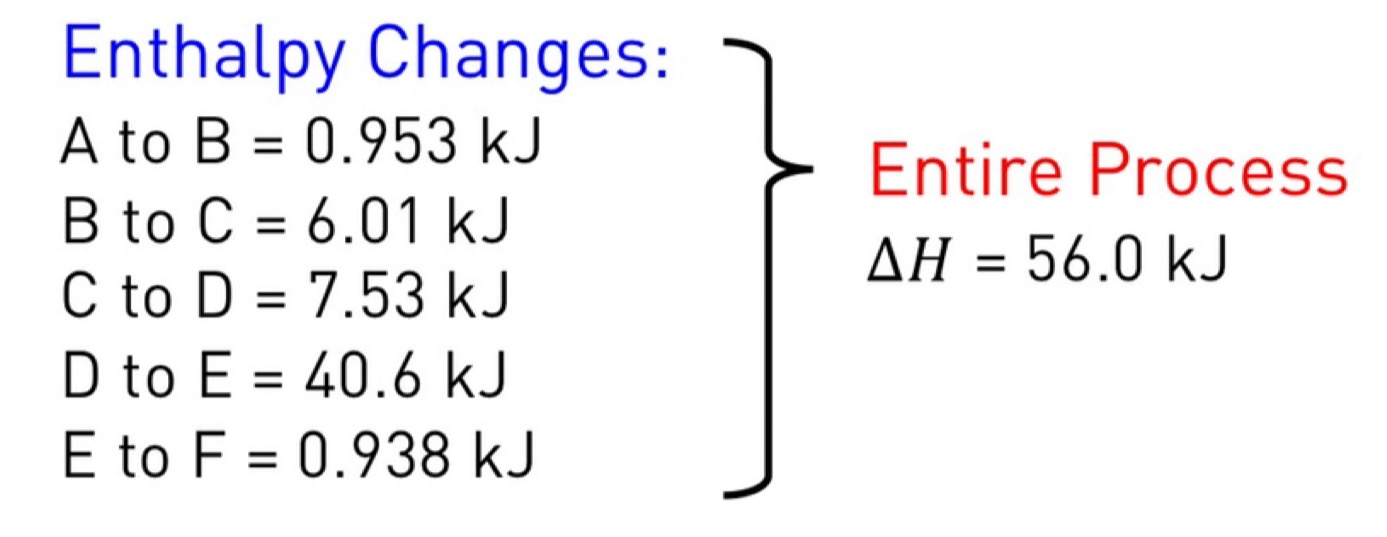 Enthalpy Changes:
A to B = 0.953 kJ
B to C = 6.01 kJ
C to D = 7.53 kJ
D to E = 40.6 kJ
E to F = 0.938 kJ
Entire Process
ΔH = 56.0 kJ